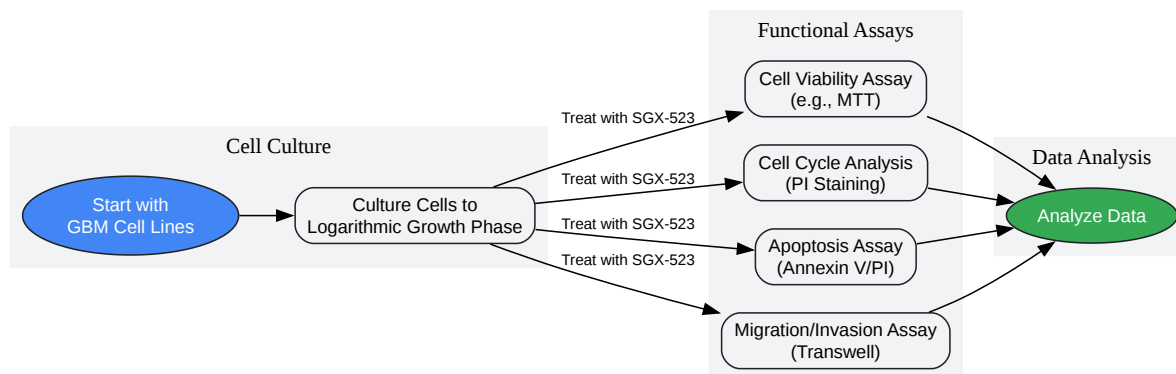 Cell Culture
Start with
GBM Cell Lines
Culture Cells to
Logarithmic Growth Phase
Treat with SGX-523
Treat with SGX-523
Treat with SGX-523
Treat with SGX-523
Functional Assays
Cell Viability Assay
(e.g., MTT)
Cell Cycle Analysis
(PI Staining)
Apoptosis Assay
(Annexin V/PI)
Migration/Invasion Assay
(Transwell)
Data Analysis
Analyze Data